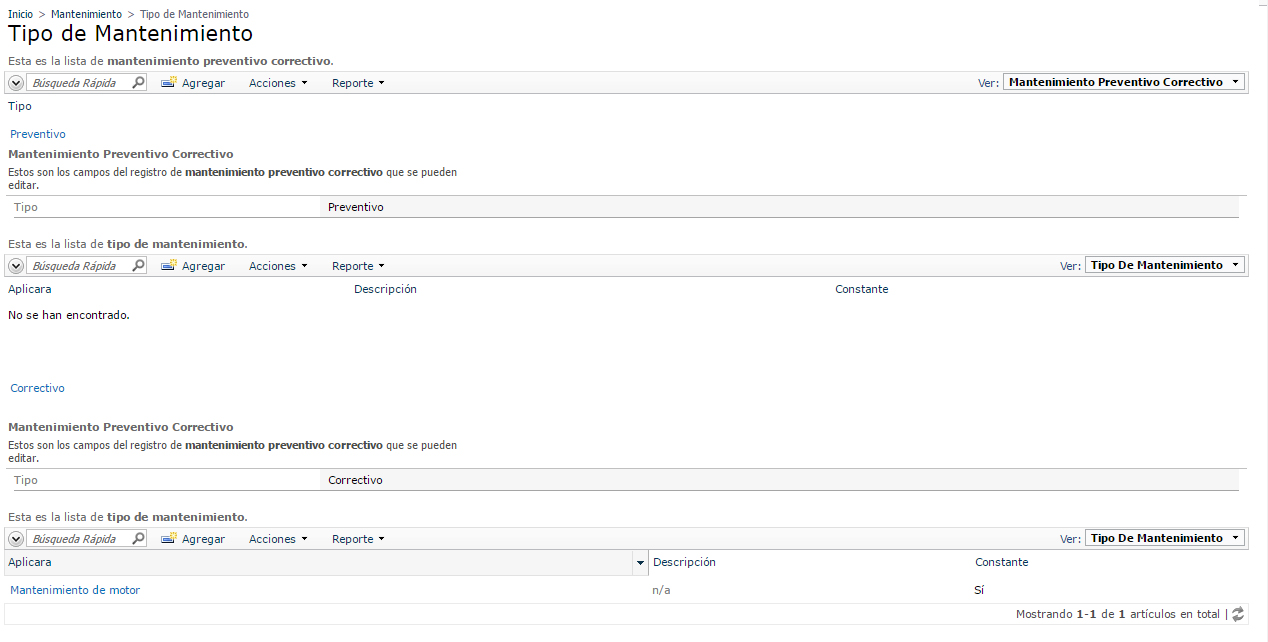 Inicio > Mantenimiento > Tipo de Mantenimiento
Tipo de Mantenimiento
Esta es la lista de mantenimiento preventivo correctivo.
Búsqueda Rápida Agregar Acciones Reporte Ver: Mantenimiento Preventivo Correctivo
Tipo
Preventivo
Mantenimiento Preventivo Correctivo
Estos son los campos del registro de mantenimiento preventivo correctivo que se pueden
editar.
Tipo Preventivo
Esta es la lista de tipo de mantenimiento.
Búsqueda Rápida Agregar Acciones Reporte Ver: Tipo De Mantenimiento
Aplicara Descripción Constante
No se han encontrado.
Correctivo
Mantenimiento Preventivo Correctivo
Estos son los campos del registro de mantenimiento preventivo correctivo que se pueden
editar.
Tipo Correctivo
Esta es la lista de tipo de mantenimiento.
Búsqueda Rápida Agregar Acciones Reporte Ver: Tipo De Mantenimiento
Aplicara Descripción Constante
Mantenimiento de motor n/a Sí
Mostrando 1-1 de 1 artículos en total |